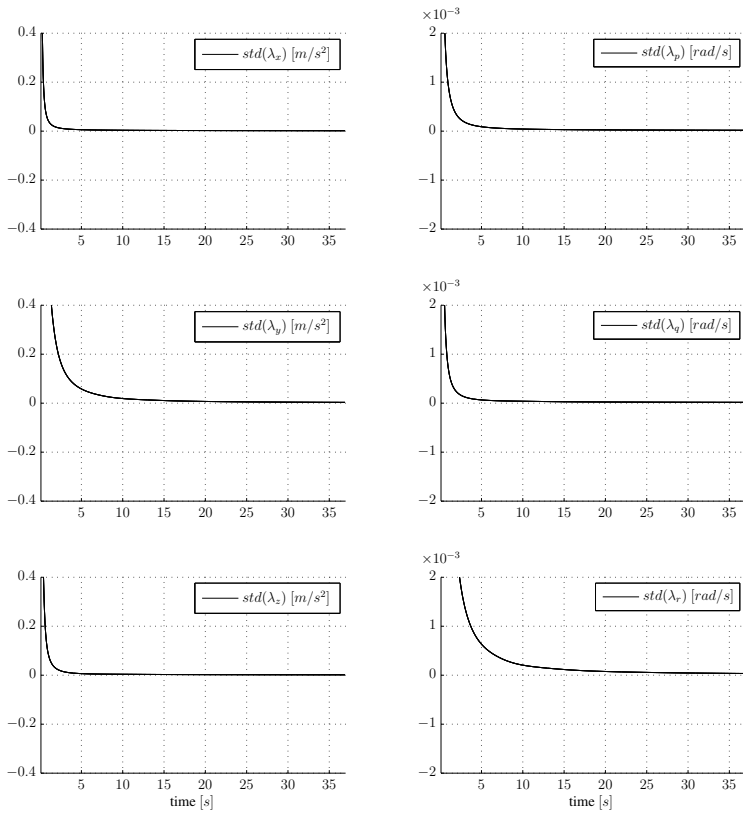 0.4
0.2
0
−0.2
−0.4
5 10 15 20 25 30 35
std(λx) [m/s²]
×10⁻³
2
1
0
−1
−2
5 10 15 20 25 30 35
std(λp) [rad/s]
0.4
0.2
0
−0.2
−0.4
5 10 15 20 25 30 35
std(λy) [m/s²]
×10⁻³
2
1
0
−1
−2
5 10 15 20 25 30 35
std(λq) [rad/s]
0.4
0.2
0
−0.2
−0.4
5 10 15 20 25 30 35
time [s]
std(λz) [m/s²]
×10⁻³
2
1
0
−1
−2
5 10 15 20 25 30 35
time [s]
std(λr) [rad/s]